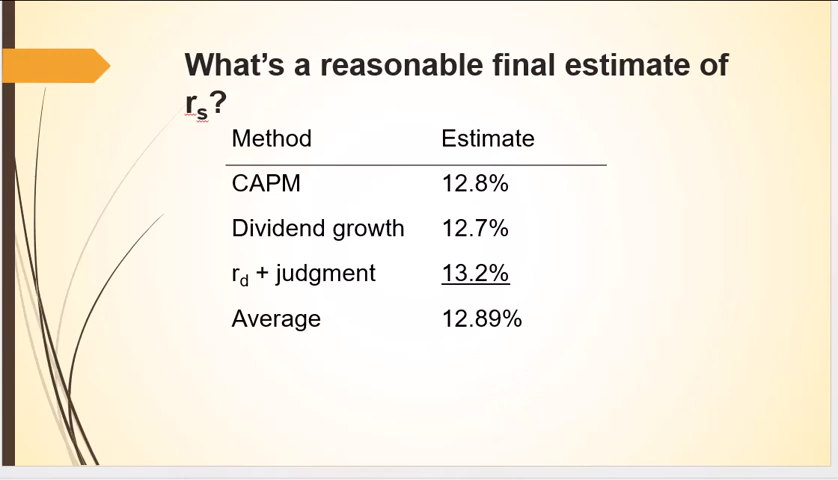 What's a reasonable final estimate of
rs?
Method Estimate
CAPM 12.8%
Dividend growth 12.7%
rd + judgment 13.2%
Average 12.89%